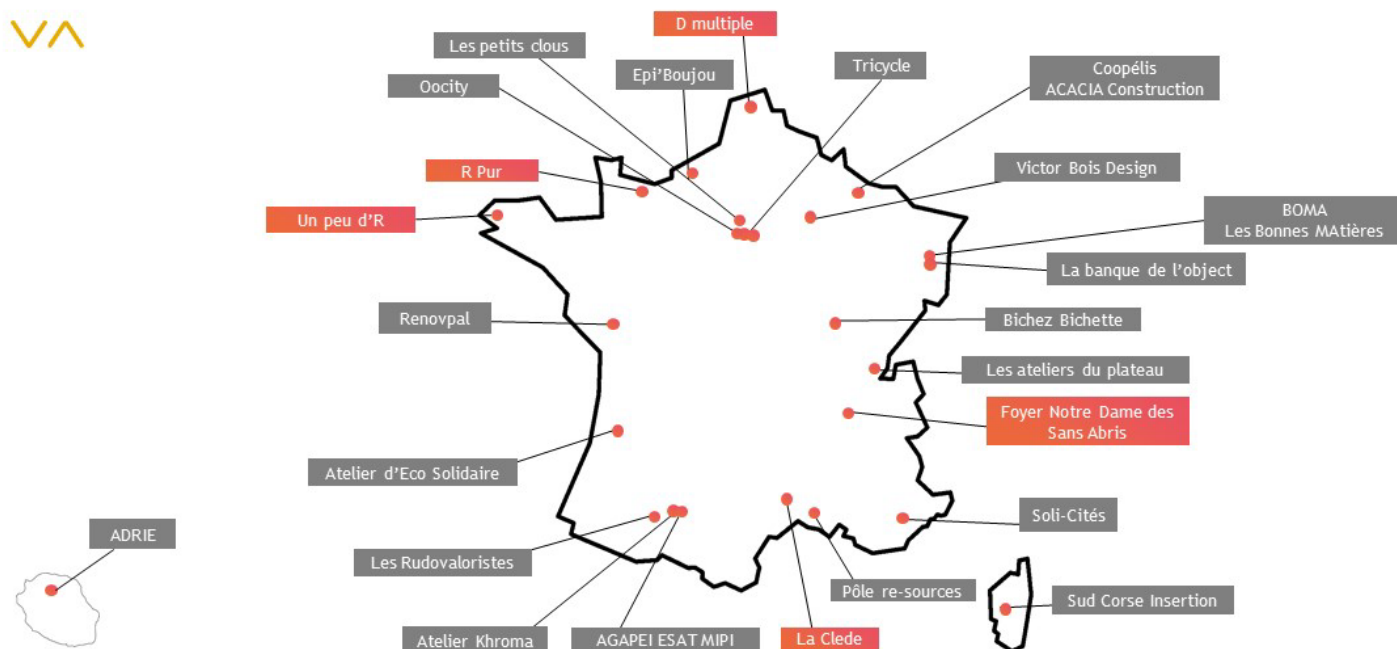 VA
D multiple
Les petits clous
Epi’Boujou
Tricycle
Coopélis
ACACIA Construction
Oocity
R Pur
Victor Bois Design
Un peu d’R
BOMA
Les Bonnes MAtières
La banque de l’object
Renovpal
Bichez Bichette
Les ateliers du plateau
Foyer Notre Dame des
Sans Abris
Atelier d’Eco Solidaire
Soli-Cités
ADRIE
Les Rudovaloristes
Pôle re-sources
Sud Corse Insertion
Atelier Khroma
AGAPEI ESAT MIPI
La Clede